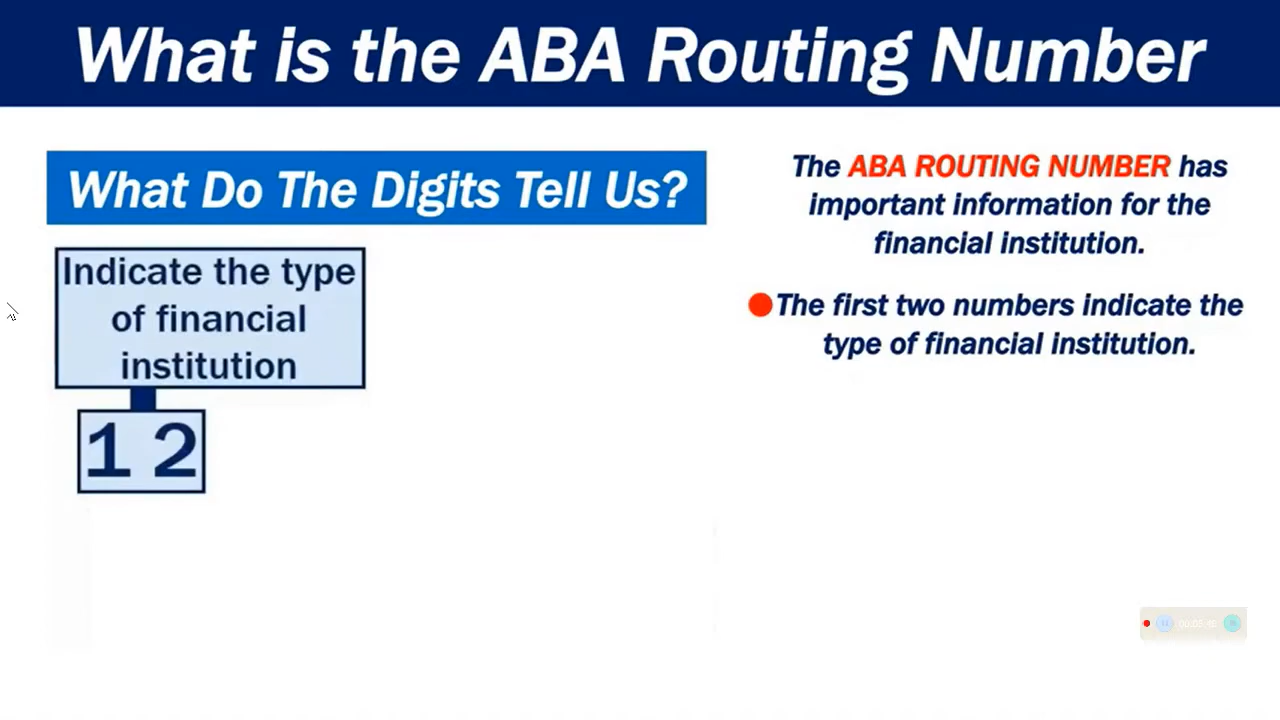 What is the ABA Routing Number
What Do The Digits Tell Us?
Indicate the type
of financial
institution
1 2
The ABA ROUTING NUMBER has
important information for the
financial institution.
The first two numbers indicate the
type of financial institution.